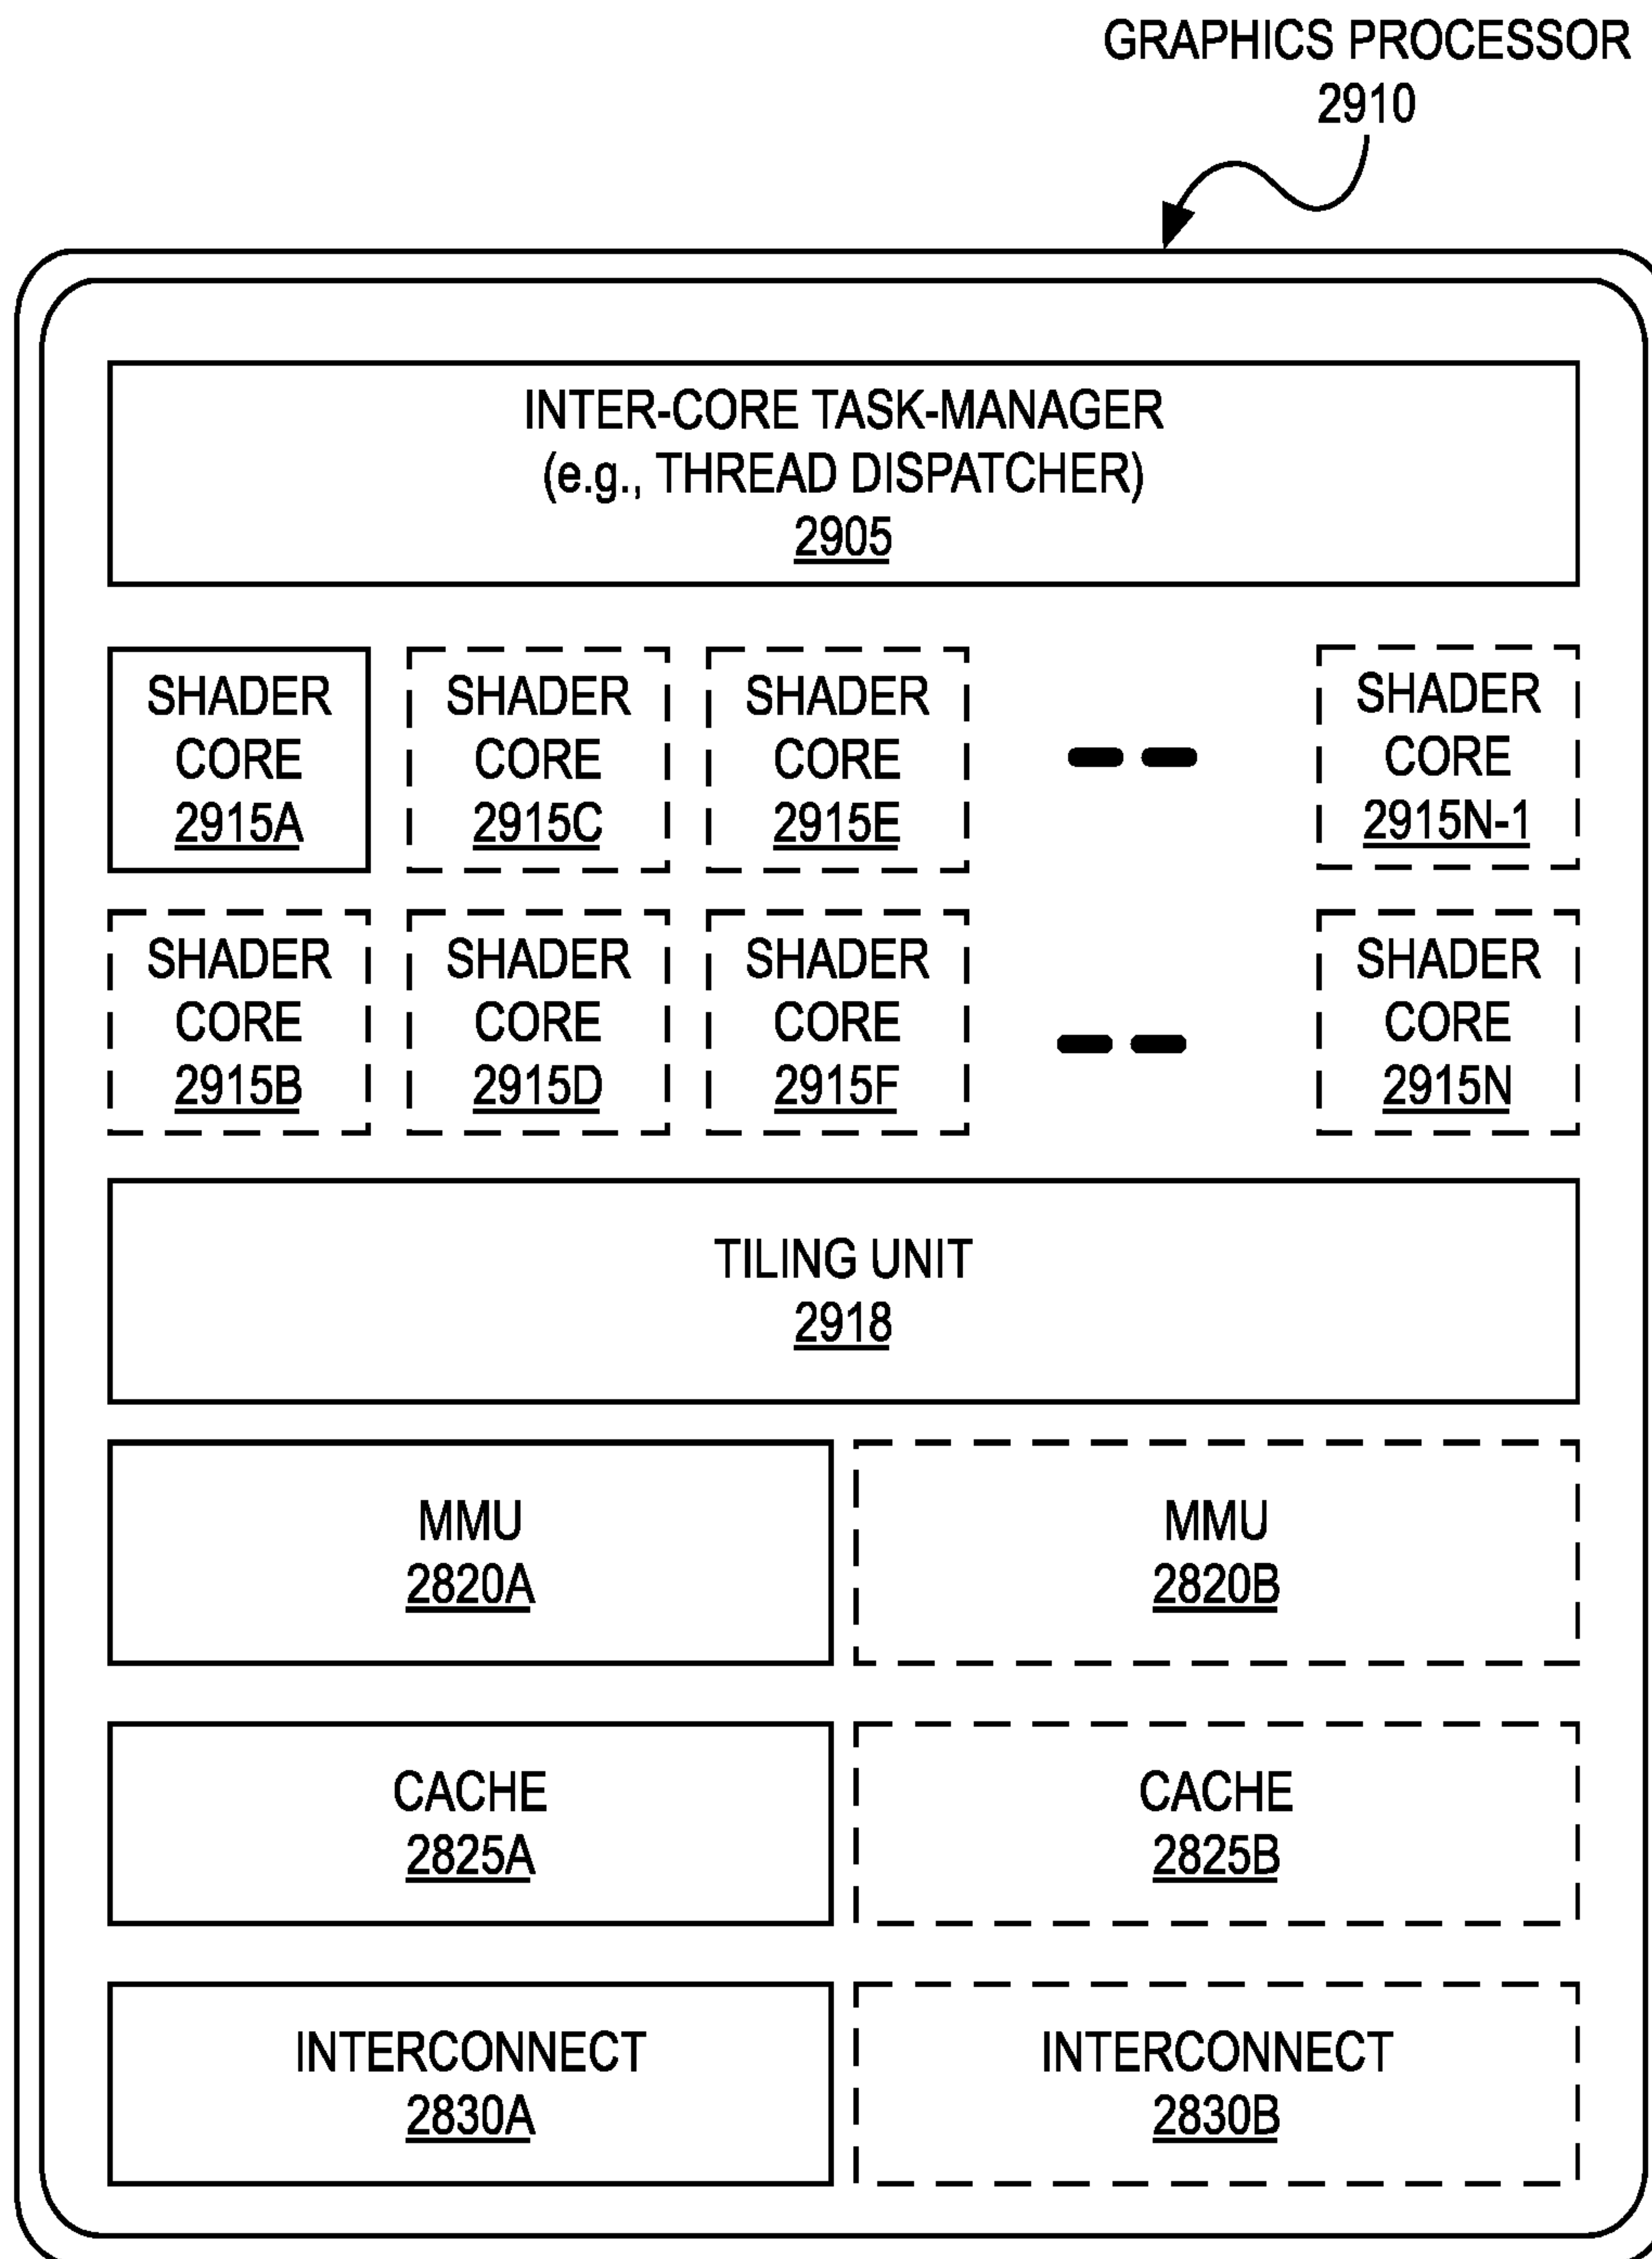 GRAPHICS PROCESSOR
2910
INTER-CORE TASK-MANAGER
(e.g., THREAD DISPATCHER)
2905
SHADER
CORE
2915A
SHADER
CORE
2915C
SHADER
CORE
2915E
SHADER
CORE
2915N-1
SHADER
CORE
2915B
SHADER
CORE
2915D
SHADER
CORE
2915F
SHADER
CORE
2915N
TILING UNIT
2918
MMU
2820A
MMU
2820B
CACHE
2825A
CACHE
2825B
INTERCONNECT
2830A
INTERCONNECT
2830B